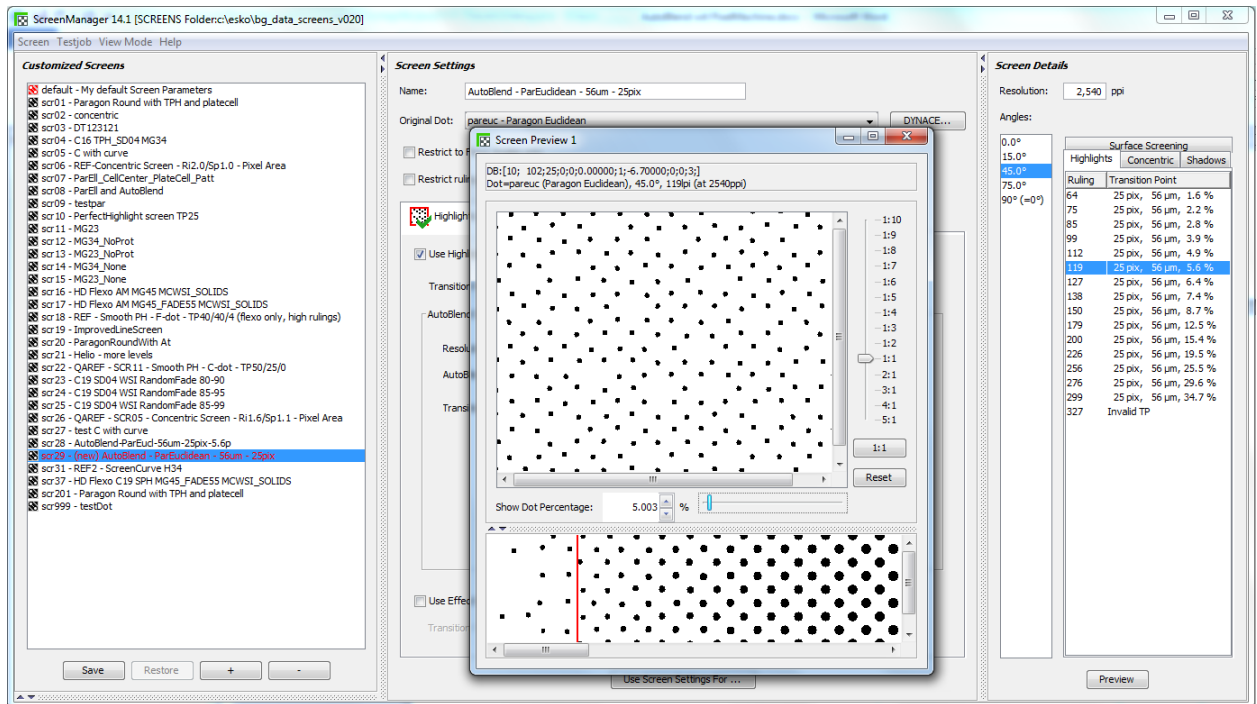 ScreenManager 14.1 [SCREENS Folder:c:\esko\bg_data_screens_v020]
Screen Testjob View Mode Help
Customized Screens
default - My default Screen Parameters
scr01 - Paragon Round with TPH and platecell
scr02 - concentric
scr03 - DT123121
scr04 - C16 TPH_SD04 MG34
scr05 - C with curve
scr06 - REF-Concentric Screen - Ri2.0/Sp1.0 - Pixel Area
scr07 - ParEll_CellCenter_PlateCell_Patt
scr08 - ParEll and AutoBlend
scr09 - testpar
scr10 - PerfectHighlight screen TP25
scr11 - MG23
scr12 - MG34_NoProt
scr13 - MG23_NoProt
scr14 - MG34_None
scr15 - MG23_None
scr16 - HD Flexo AM MG45 MCWSI_SOLIDS
scr17 - HD Flexo AM MG45_FADE55 MCWSI_SOLIDS
scr18 - REF - Smooth PH - F-dot - TP40/40/4 (flexo only, high rulings)
scr19 - ImprovedLineScreen
scr20 - ParagonRoundWith At
scr21 - Helio - more levels
scr22 - QAREF - SCR11 - Smooth PH - C-dot - TP50/25/0
scr23 - C19 SD04 WSI RandomFade 80-90
scr24 - C19 SD04 WSI RandomFade 85-95
scr25 - C19 SD04 WSI RandomFade 85-99
scr26 - QAREF - SCR05 - Concentric Screen - Ri1.6/Sp1.1 - Pixel Area
scr27 - test C with curve
scr28 - AutoBlend-ParEucl-56um-25pix-5.6p
scr29 - (new) AutoBlend - ParEuclidean - 56um - 25pix
scr31 - REF2 - ScreenCurve H34
scr37 - HD Flexo C19 SPH MG45_FADE55 MCWSI_SOLIDS
scr201 - Paragon Round with TPH and platecell
scr999 - testDot
Save Restore + -
Screen Settings
Name: AutoBlend - ParEuclidean - 56um - 25pix
Original Dot: pareuc - Paragon Euclidean DYNACE...
Restrict to
Restrict rulin
Highligh
Use Highl
Transition
AutoBlend
Resolu
AutoB
Transi
Use Effec
Transition
Use Screen Settings For ...
Screen Preview 1
DB:[10; 102;25;0;0;0.00000;1;-6.70000;0;0;3;]
Dot=pareuc (Paragon Euclidean), 45.0°, 119lpi (at 2540ppi)
1:10
1:9
1:8
1:7
1:6
1:5
1:4
1:3
1:2
1:1
2:1
3:1
4:1
5:1
1:1
Reset
Show Dot Percentage: 5.003 %
Screen Details
Resolution: 2,540 ppi
Angles:
0.0°
15.0°
45.0°
75.0°
90° (=0°)
Surface Screening
Highlights Concentric Shadows
Ruling Transition Point
64 25 pix, 56 µm, 1.6 %
75 25 pix, 56 µm, 2.2 %
85 25 pix, 56 µm, 2.8 %
99 25 pix, 56 µm, 3.9 %
112 25 pix, 56 µm, 4.9 %
119 25 pix, 56 µm, 5.6 %
127 25 pix, 56 µm, 6.4 %
138 25 pix, 56 µm, 7.4 %
150 25 pix, 56 µm, 8.7 %
179 25 pix, 56 µm, 12.5 %
200 25 pix, 56 µm, 15.4 %
226 25 pix, 56 µm, 19.5 %
256 25 pix, 56 µm, 25.5 %
276 25 pix, 56 µm, 29.6 %
299 25 pix, 56 µm, 34.7 %
327 Invalid TP
Preview